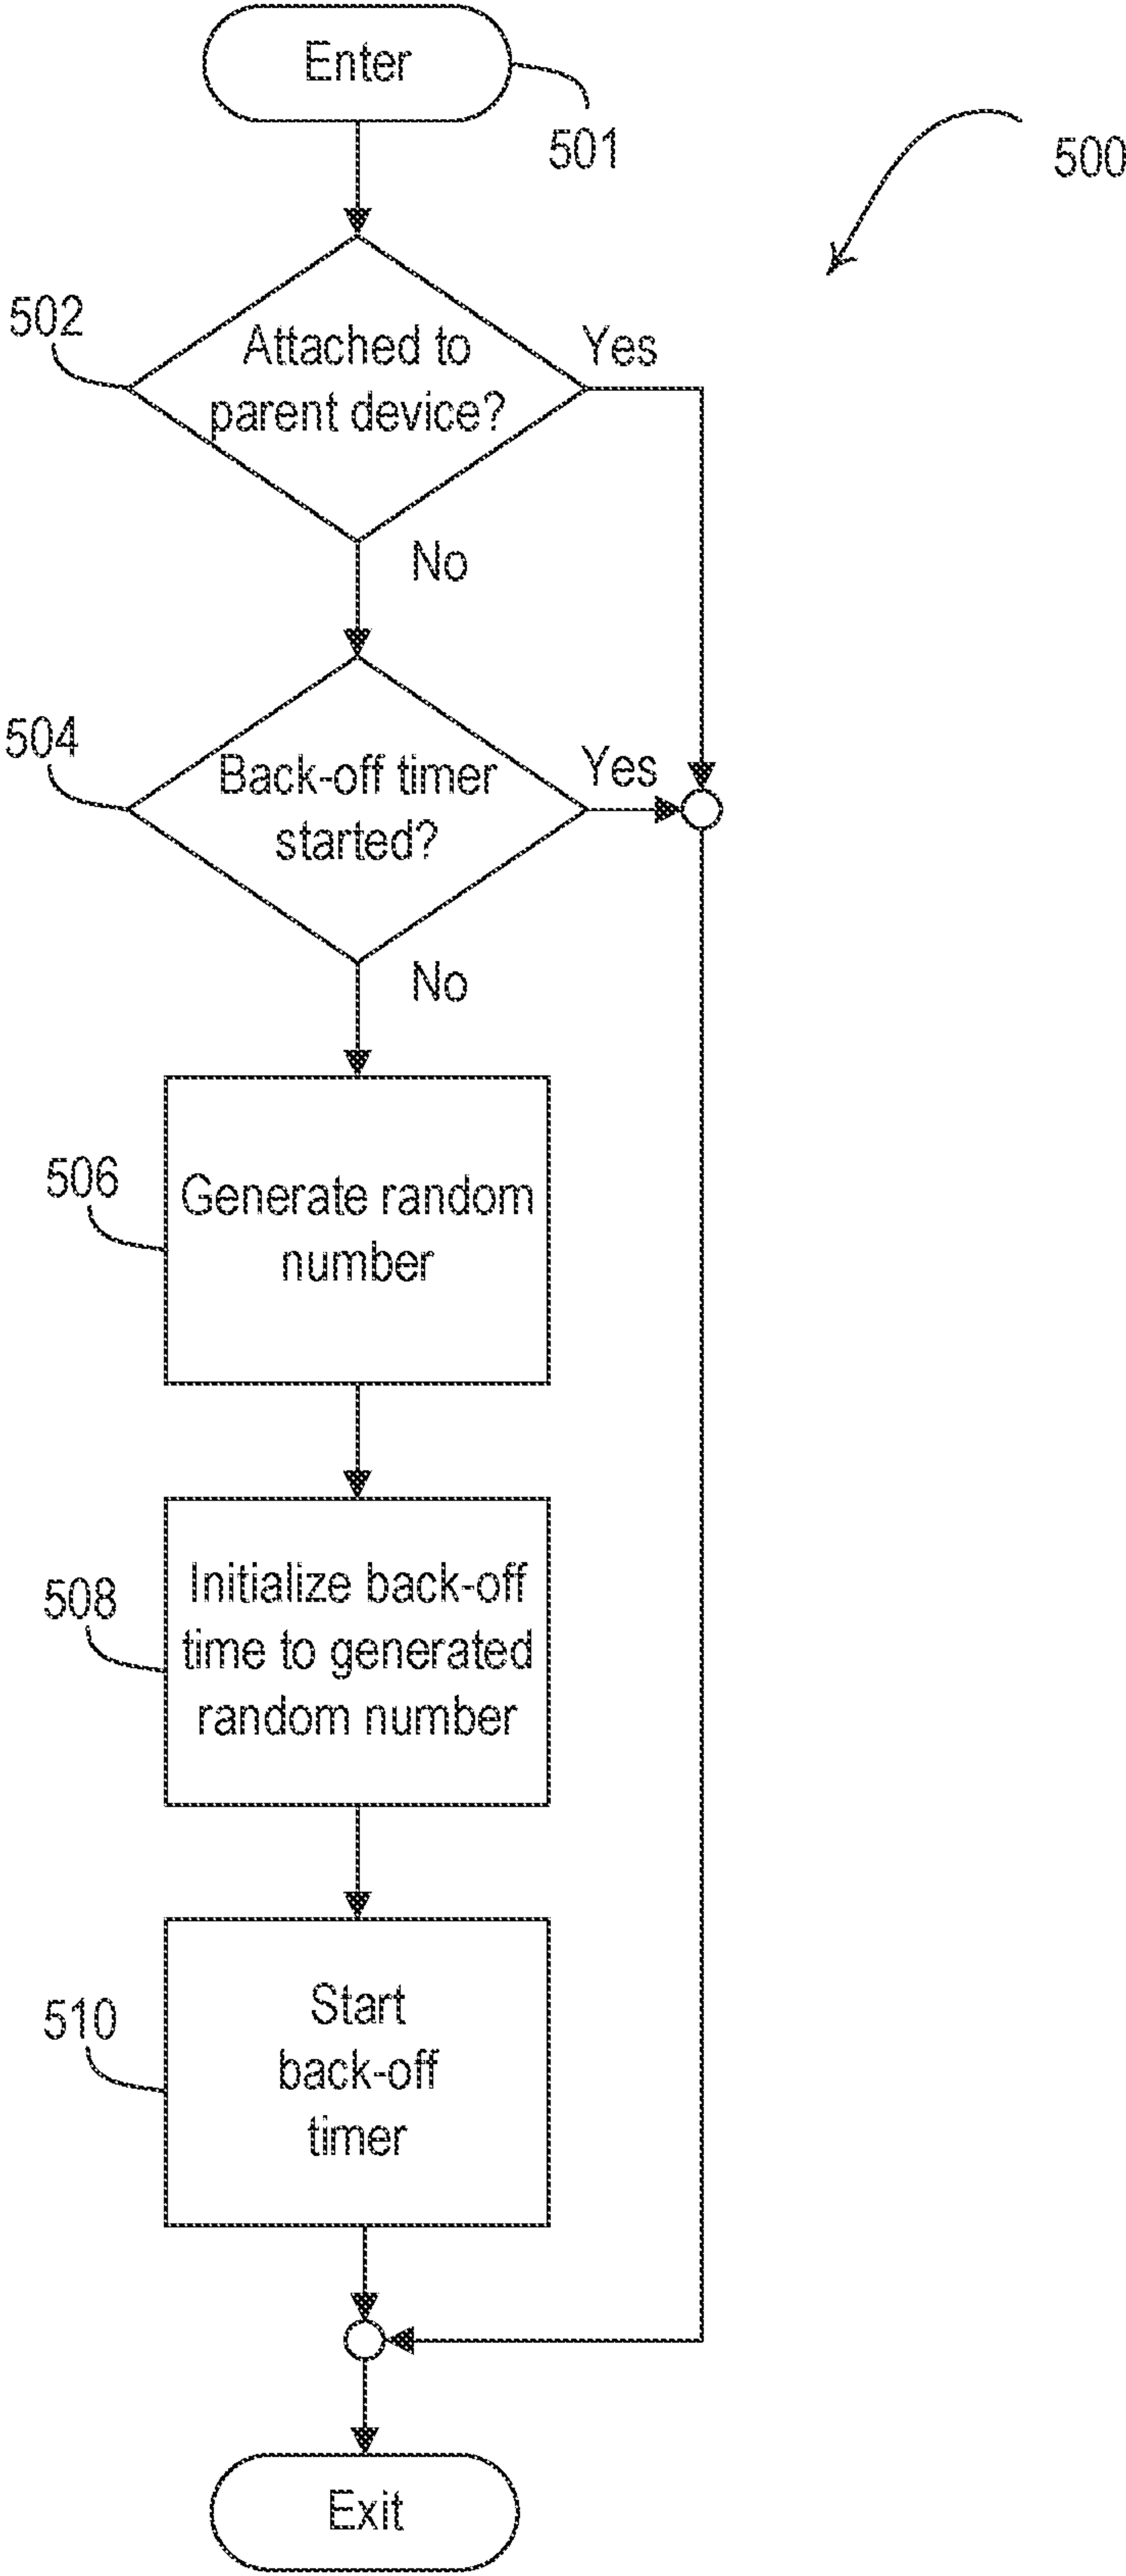 Enter
501
500
502
Attached to
parent device?
Yes
No
504
Back-off timer
started?
Yes
No
506
Generate random
number
508
Initialize back-off
time to generated
random number
510
Start
back-off
timer
Exit